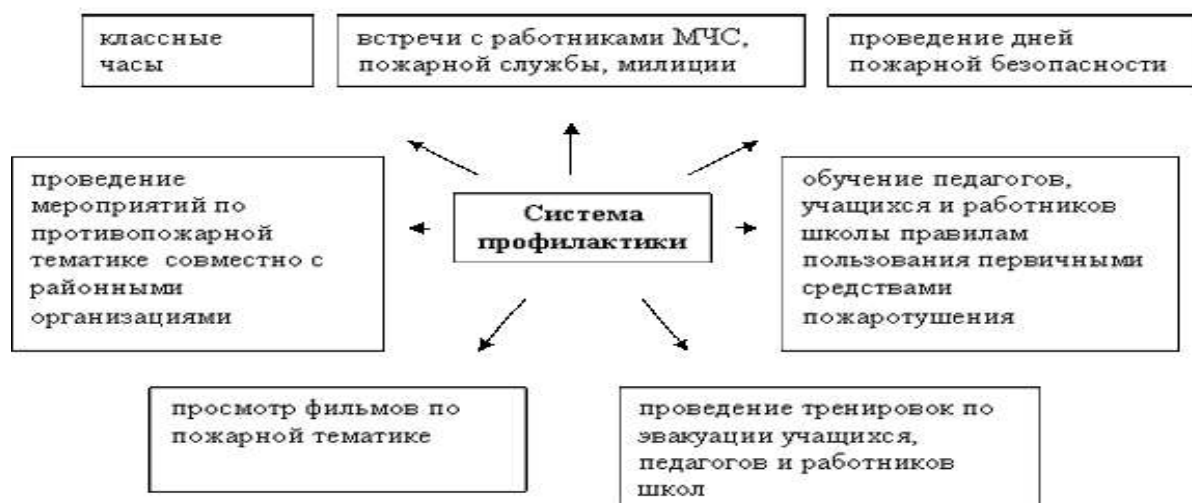 классные
часы
встречи с работниками МЧС,
пожарной службы, милиции
проведение дней
пожарной безопасности
проведение
мероприятий по
противопожарной
тематике совместно с
районными
организациями
Система
профилактики
обучение педагогов,
учащихся и работников
школы правилам
пользования первичными
средствами
пожаротушения
просмотр фильмов по
пожарной тематике
проведение тренировок по
эвакуации учащихся,
педагогов и работников
школ